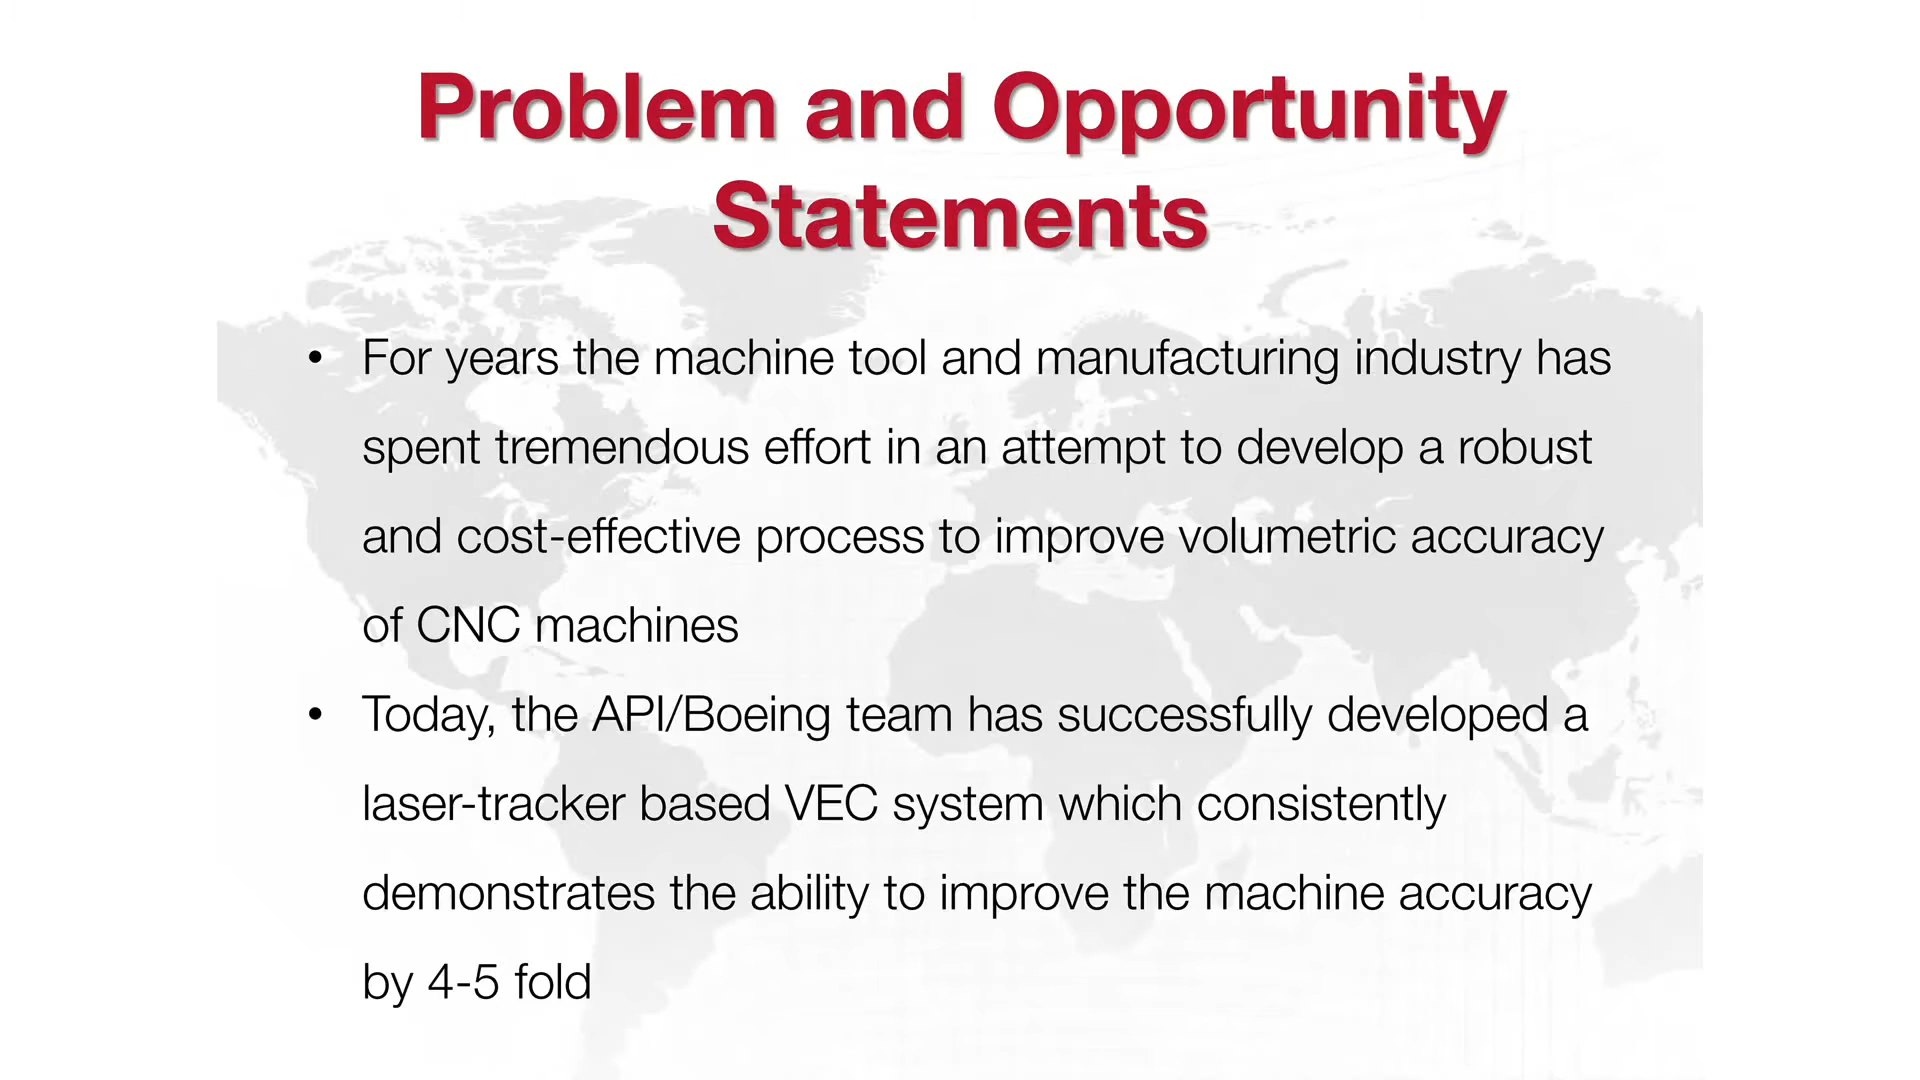 Problem and Opportunity
Statements
• For years the machine tool and manufacturing industry has
spent tremendous effort in an attempt to develop a robust
and cost-effective process to improve volumetric accuracy
of CNC machines
• Today, the API/Boeing team has successfully developed a
laser-tracker based VEC system which consistently
demonstrates the ability to improve the machine accuracy
by 4-5 fold